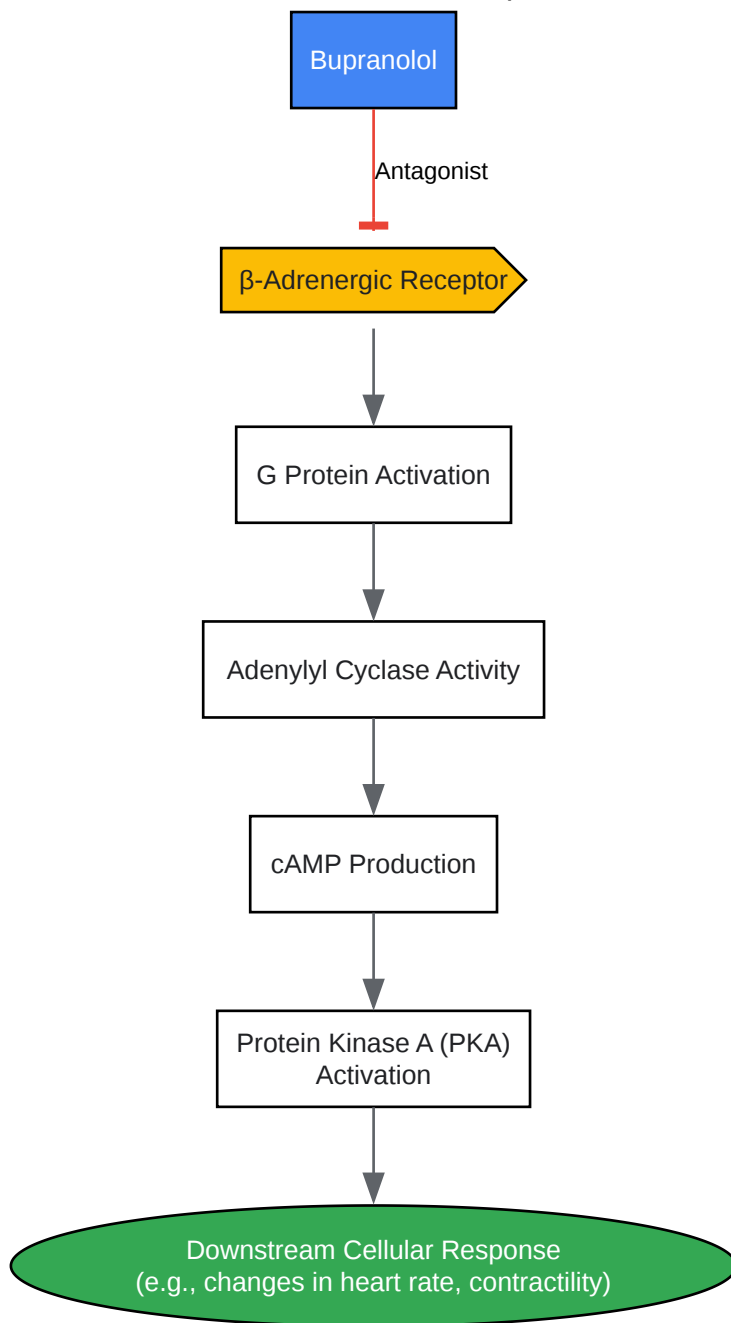 Bupranolol
Antagonist
β-Adrenergic Receptor
G Protein Activation
Adenylyl Cyclase Activity
cAMP Production
Protein Kinase A (PKA)
Activation
Downstream Cellular Response
(e.g., changes in heart rate, contractility)